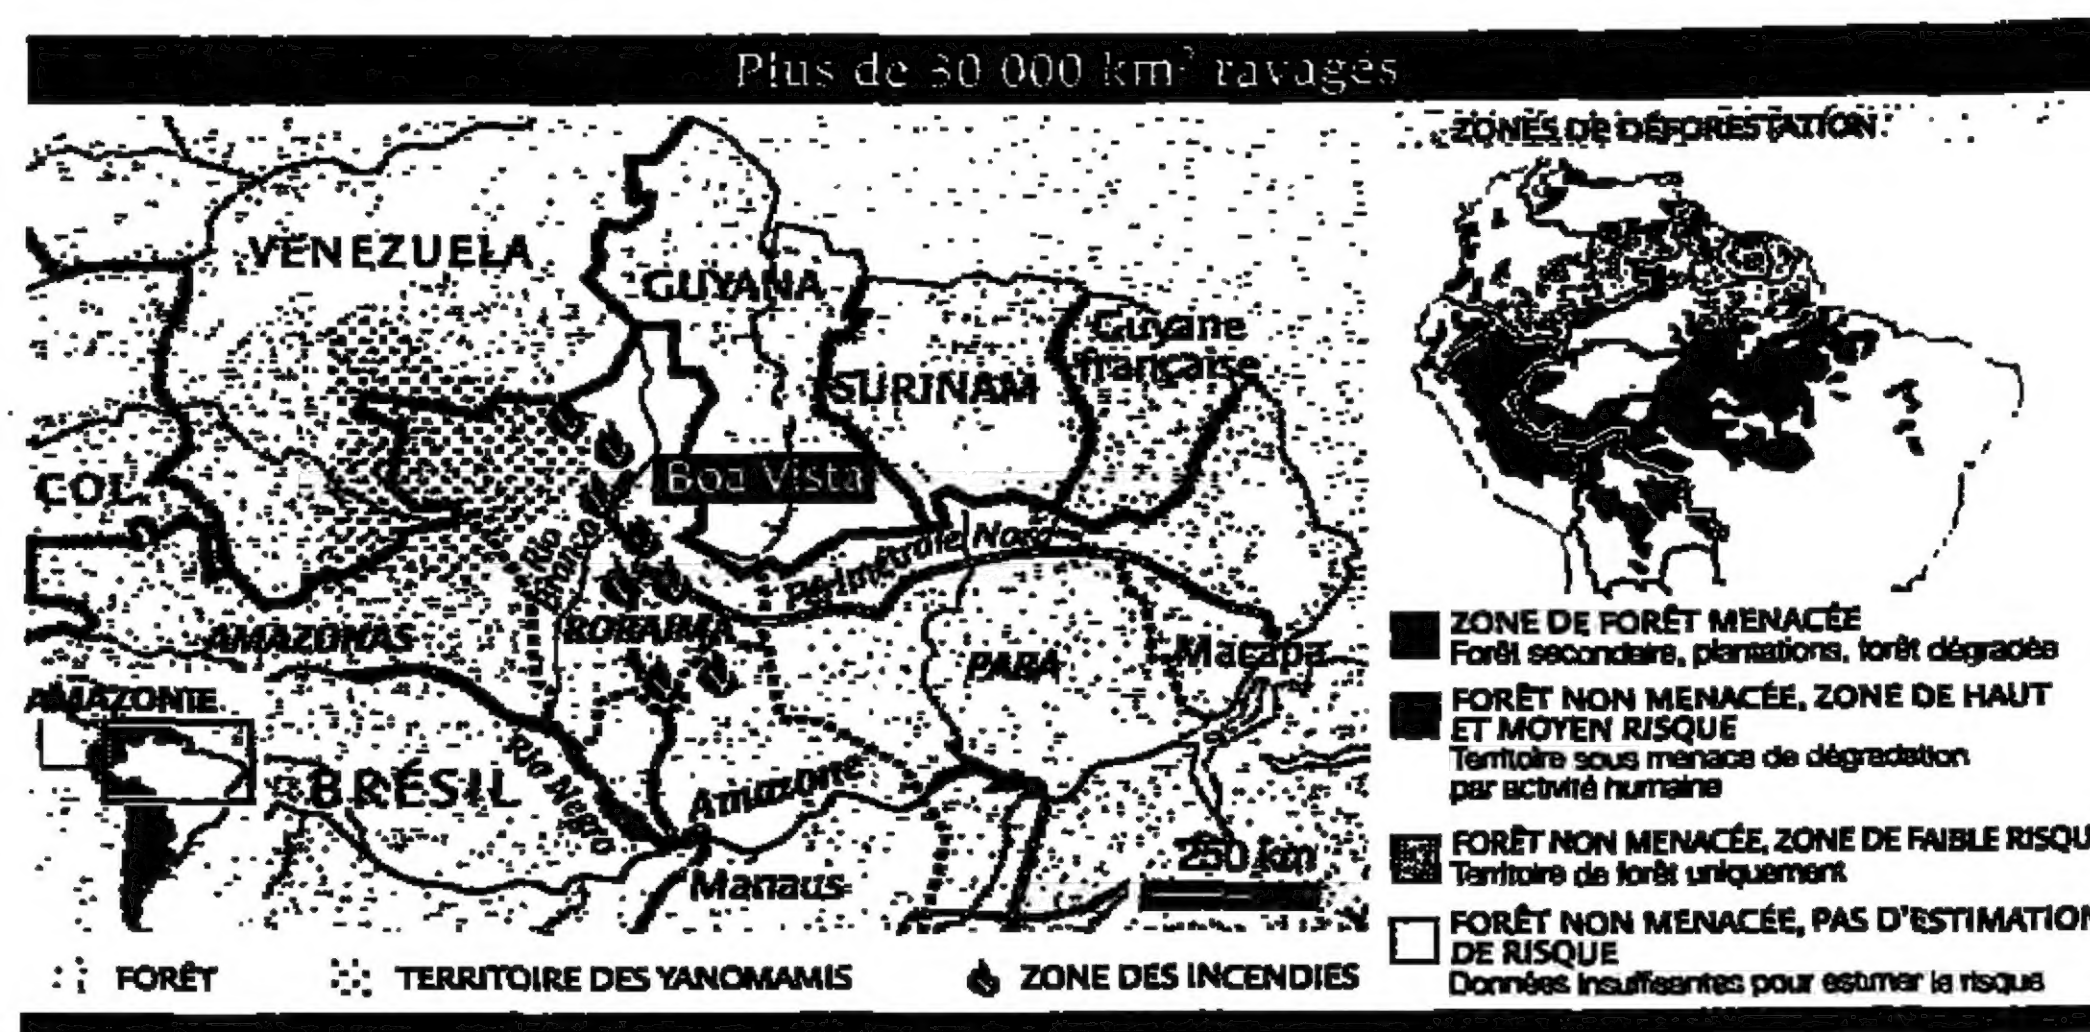 Plus de 30 000 km² ravagés
VENEZUELA
GUYANA
SURINAM
Guyane
française
COL.
Boa Vista
Rio
Branco
Périmétrale Nord
AMAZONAS
RORAIMA
PARA
Macapa
AMAZONIE
BRÉSIL
Rio Negro
Amazone
Manaus
250 km
FORÊT
TERRITOIRE DES YANOMAMIS
ZONE DES INCENDIES
ZONES DE DÉFORESTATION
ZONE DE FORÊT MENACÉE
Forêt secondaire, plantations, forêt dégradée
FORÊT NON MENACÉE, ZONE DE HAUT
ET MOYEN RISQUE
Territoire sous menace de dégradation
par activité humaine
FORÊT NON MENACÉE, ZONE DE FAIBLE RISQU
Territoire de forêt uniquement
FORÊT NON MENACÉE, PAS D'ESTIMATION
DE RISQUE
Données insuffisantes pour estimer le risque